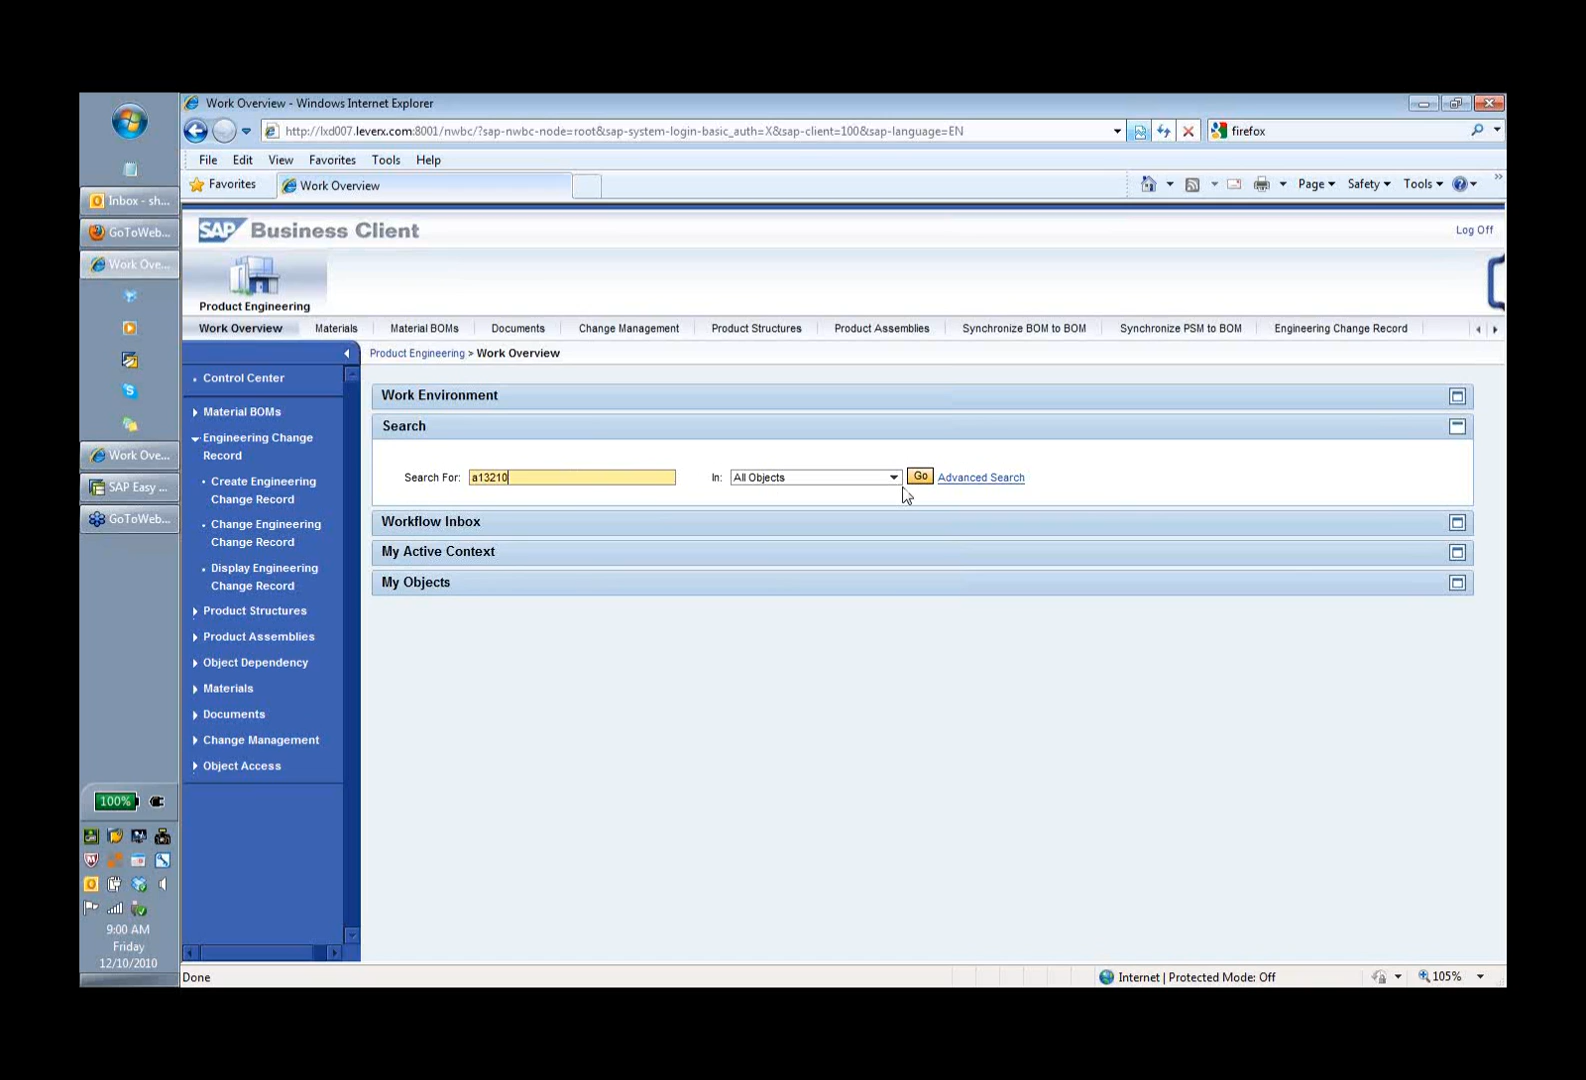 Work Overview - Windows Internet Explorer
http://lxd007.leverx.com:8001/nwbc/?sap-nwbc-node=root&sap-system-login-basic_auth=X&sap-client=100&sap-language=EN
firefox
File Edit View Favorites Tools Help
Favorites
Work Overview
Page
Safety
Tools
SAP Business Client
Log Off
Product Engineering
Work Overview
Materials
Material BOMs
Documents
Change Management
Product Structures
Product Assemblies
Synchronize BOM to BOM
Synchronize PSM to BOM
Engineering Change Record
Product Engineering > Work Overview
Control Center
Material BOMs
Engineering Change
Record
Create Engineering
Change Record
Change Engineering
Change Record
Display Engineering
Change Record
Product Structures
Product Assemblies
Object Dependency
Materials
Documents
Change Management
Object Access
Work Environment
Search
Search For: a13210
In: All Objects
Go
Advanced Search
Workflow Inbox
My Active Context
My Objects
Inbox - sh...
GoToWeb...
Work Ove...
Work Ove...
SAP Easy ...
GoToWeb...
100%
9:00 AM
Friday
12/10/2010
Done
Internet | Protected Mode: Off
105%